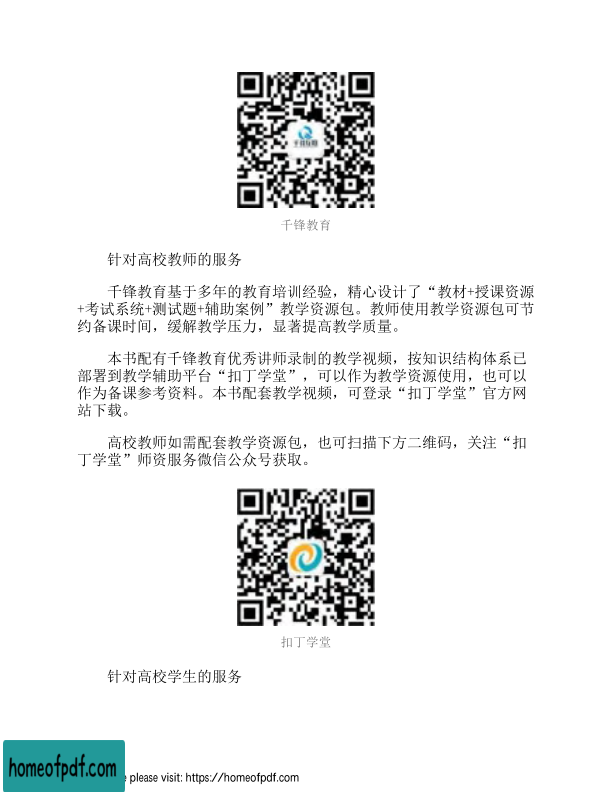 千锋教育
针对高校教师的服务
千锋教育基于多年的教育培训经验，精心设计了“教材+授课资源
+考试系统+测试题+辅助案例”教学资源包。教师使用教学资源包可节
约备课时间，缓解教学压力，显著提高教学质量。
本书配有千锋教育优秀讲师录制的教学视频，按知识结构体系已
部署到教学辅助平台“扣丁学堂”，可以作为教学资源使用，也可以
作为备课参考资料。本书配套教学视频，可登录“扣丁学堂”官方网
站下载。
高校教师如需配套教学资源包，也可扫描下方二维码，关注“扣
丁学堂”师资服务微信公众号获取。
扣丁学堂
针对高校学生的服务
homeofpdf.com
e please visit: https://homeofpdf.com